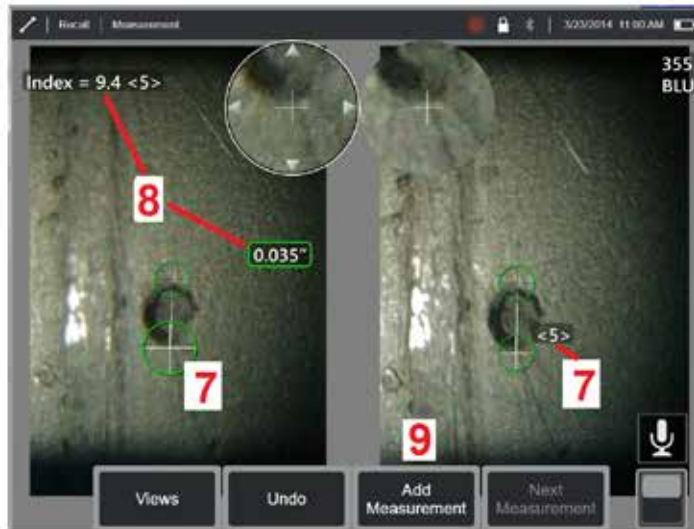 Recall | Measurement 3/23/2014 11:00 AM
Index = 9.4 <5>
355
BLU
8
0.035"
<5>
7
7
9
Views
Undo
Add
Measurement
Next
Measurement